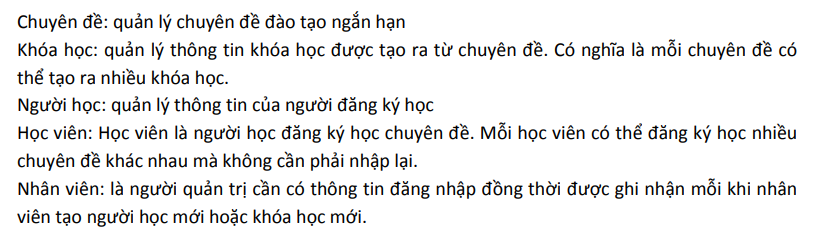 Chuyên đề: quản lý chuyên đề đào tạo ngắn hạn
Khóa học: quản lý thông tin khóa học được tạo ra từ chuyên đề. Có nghĩa là mỗi chuyên đề có
thể tạo ra nhiều khóa học.
Người học: quản lý thông tin của người đăng ký học
Học viên: Học viên là người học đăng ký học chuyên đề. Mỗi học viên có thể đăng ký học nhiều
chuyên đề khác nhau mà không cần phải nhập lại.
Nhân viên: là người quản trị cần có thông tin đăng nhập đồng thời được ghi nhận mỗi khi nhân
viên tạo người học mới hoặc khóa học mới.